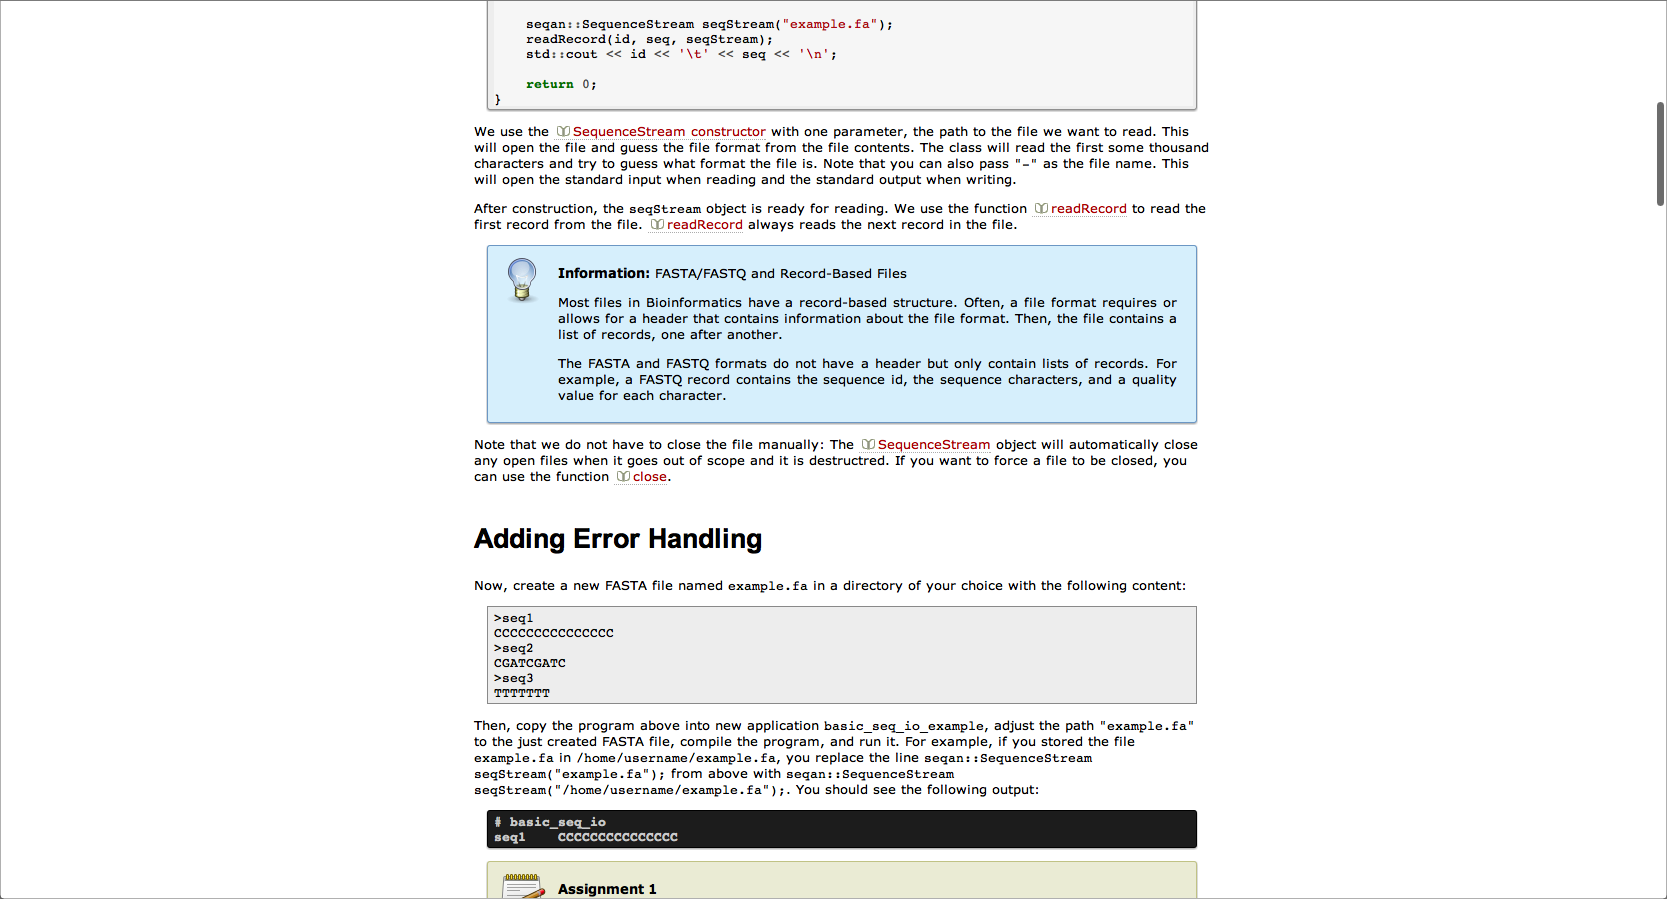 seqan::SequenceStream seqStream("example.fa");
readRecord(id, seq, seqStream);
std::cout << id << '\t' << seq << '\n';
return 0;
}
We use the SequenceStream constructor with one parameter, the path to the file we want to read. This
will open the file and guess the file format from the file contents. The class will read the first some thousand
characters and try to guess what format the file is. Note that you can also pass "-" as the file name. This
will open the standard input when reading and the standard output when writing.
After construction, the seqStream object is ready for reading. We use the function readRecord to read the
first record from the file. readRecord always reads the next record in the file.
Information: FASTA/FASTQ and Record-Based Files
Most files in Bioinformatics have a record-based structure. Often, a file format requires or
allows for a header that contains information about the file format. Then, the file contains a
list of records, one after another.
The FASTA and FASTQ formats do not have a header but only contain lists of records. For
example, a FASTQ record contains the sequence id, the sequence characters, and a quality
value for each character.
Note that we do not have to close the file manually: The SequenceStream object will automatically close
any open files when it goes out of scope and it is destructred. If you want to force a file to be closed, you
can use the function close.
Adding Error Handling
Now, create a new FASTA file named example.fa in a directory of your choice with the following content:
>seq1
CCCCCCCCCCCCCCC
>seq2
CGATCGATC
>seq3
TTTTTTT
Then, copy the program above into new application basic_seq_io_example, adjust the path "example.fa"
to the just created FASTA file, compile the program, and run it. For example, if you stored the file
example.fa in /home/username/example.fa, you replace the line seqan::SequenceStream
seqStream("example.fa"); from above with seqan::SequenceStream
seqStream("/home/username/example.fa");. You should see the following output:
# basic_seq_io
seq1    CCCCCCCCCCCCCCC
Assignment 1